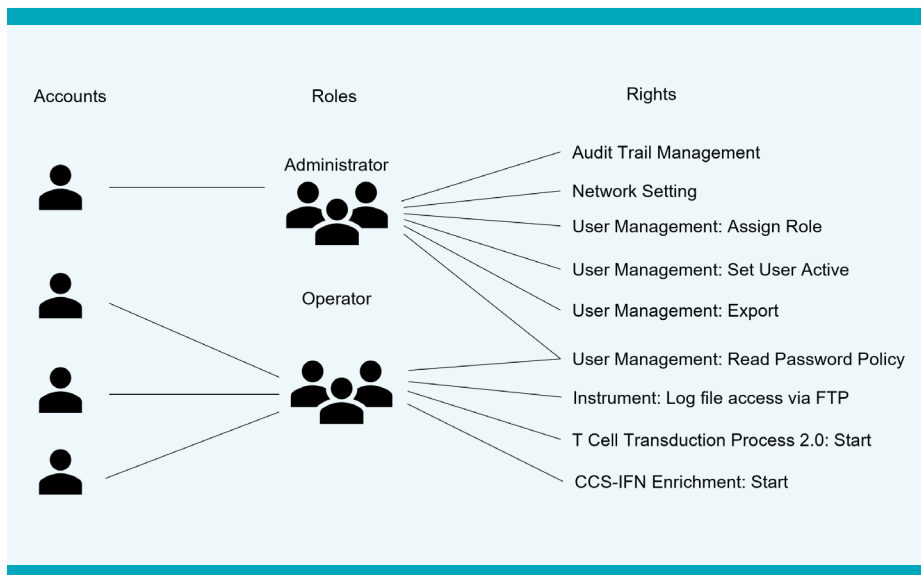 Accounts
Roles
Rights
Administrator
Operator
Audit Trail Management
Network Setting
User Management: Assign Role
User Management: Set User Active
User Management: Export
User Management: Read Password Policy
Instrument: Log file access via FTP
T Cell Transduction Process 2.0: Start
CCS-IFN Enrichment: Start